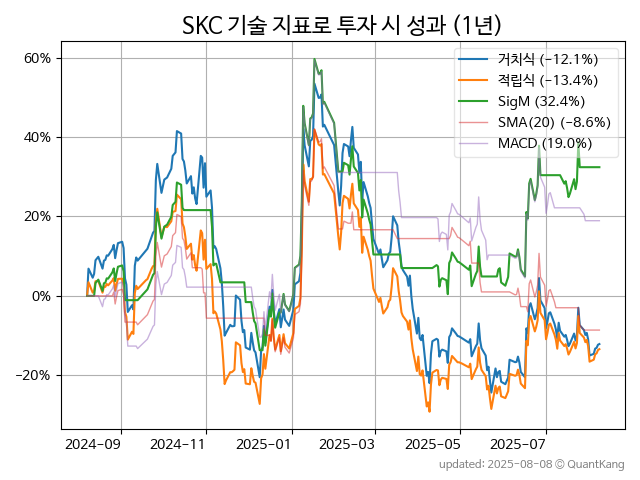 SKC 기술 지표로 투자 시 성과 (1년)
거치식 (−12.1%)
적립식 (−13.4%)
SigM (32.4%)
SMA(20) (−8.6%)
MACD (19.0%)
60%
40%
20%
0%
−20%
2024-09
2024-11
2025-01
2025-03
2025-05
2025-07
updated: 2025-08-08 ⓒ QuantKang